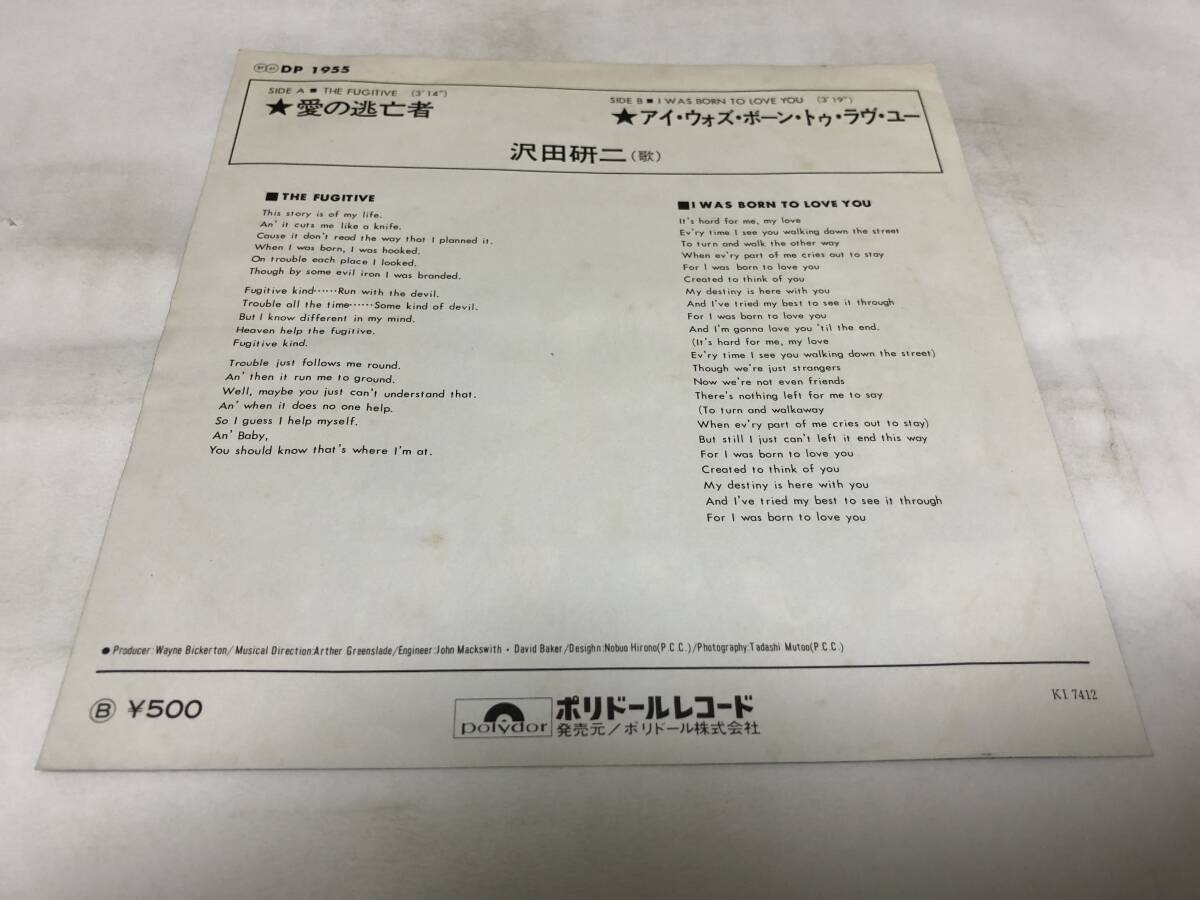 DP 1955
SIDE A ■ THE FUGITIVE (3'14")
★愛の逃亡者
SIDE B ■ I WAS BORN TO LOVE YOU (3'19")
★アイ・ウォズ・ボーン・トゥ・ラヴ・ユー
沢田研二(歌)
■ THE FUGITIVE
This story is of my life.
An' it cuts me like a knife.
Cause it don't read the way that I planned it.
When I was born, I was hooked.
On trouble each place I looked.
Though by some evil iron I was branded.
Fugitive kind……Run with the devil.
Trouble all the time……Some kind of devil.
But I know different in my mind.
Heaven help the fugitive.
Fugitive kind.
Trouble just follows me round.
An' then it run me to ground.
Well, maybe you just can't understand that.
An' when it does no one help.
So I guess I help myself.
An' Baby,
You should know that's where I'm at.
■ I WAS BORN TO LOVE YOU
It's hard for me, my love
Ev'ry time I see you walking down the street
To turn and walk the other way
When ev'ry part of me cries out to stay
For I was born to love you
Created to think of you
My destiny is here with you
And I've tried my best to see it through
For I was born to love you
And I'm gonna love you 'til the end.
(It's hard for me, my love
Ev'ry time I see you walking down the street)
Though we're just strangers
Now we're not even friends
There's nothing left for me to say
(To turn and walkaway
When ev'ry part of me cries out to stay)
But still I just can't left it end this way
For I was born to love you
Created to think of you
My destiny is here with you
And I've tried my best to see it through
For I was born to love you
● Producer: Wayne Bickerton/Musical Direction:Arther Greenslade/Engineer:John Mackswith・David Baker/Desighn:Nobuo Hirono(P.C.C.)/Photography:Tadashi Mutoo(P.C.C.)
Ⓑ ¥500
polydor
ポリドールレコード
発売元/ポリドール株式会社
KI 7412